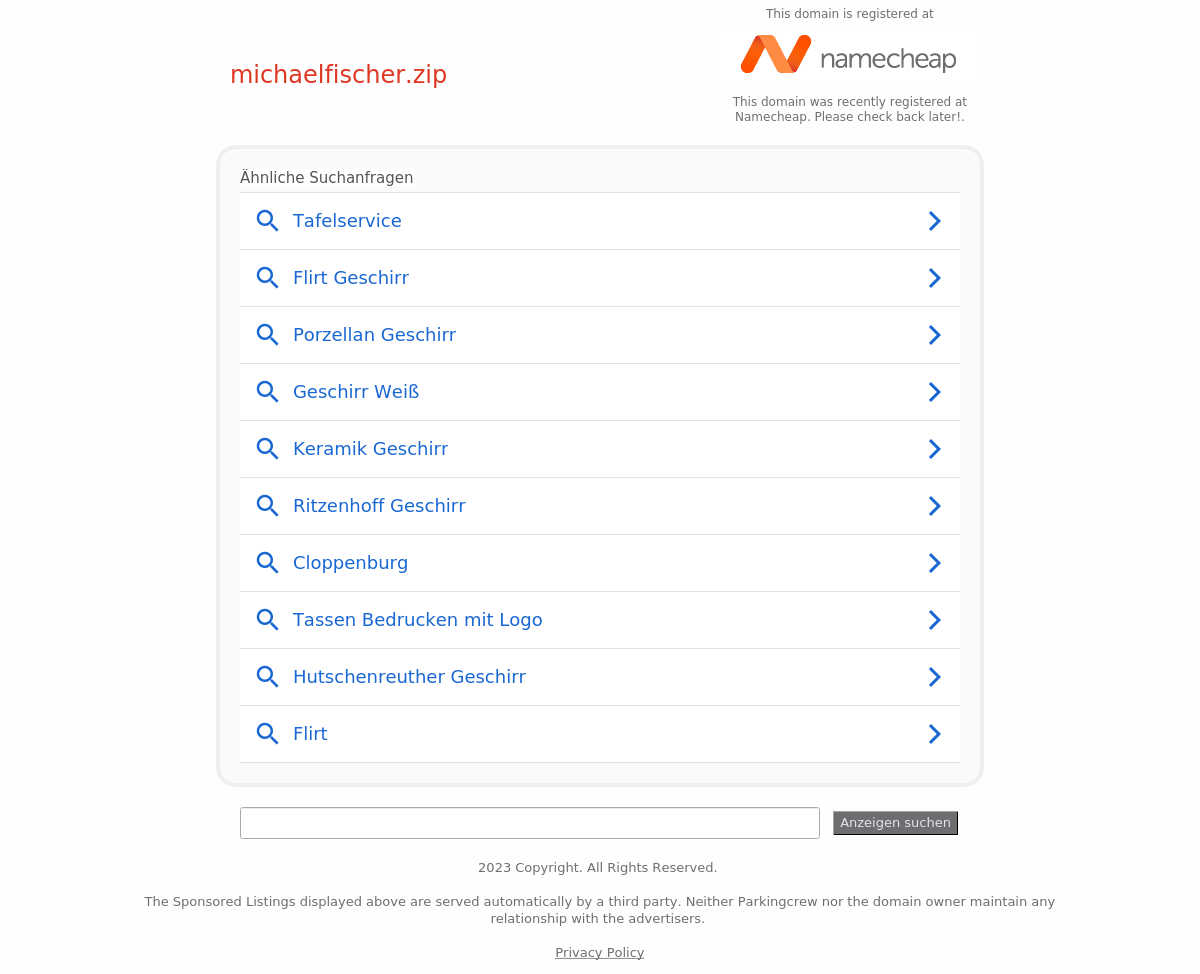 This domain is registered at
namecheap
michaelfischer.zip
This domain was recently registered at
Namecheap. Please check back later!.
Ähnliche Suchanfragen
Tafelservice
Flirt Geschirr
Porzellan Geschirr
Geschirr Weiß
Keramik Geschirr
Ritzenhoff Geschirr
Cloppenburg
Tassen Bedrucken mit Logo
Hutschenreuther Geschirr
Flirt
Anzeigen suchen
2023 Copyright. All Rights Reserved.
The Sponsored Listings displayed above are served automatically by a third party. Neither Parkingcrew nor the domain owner maintain any
relationship with the advertisers.
Privacy Policy